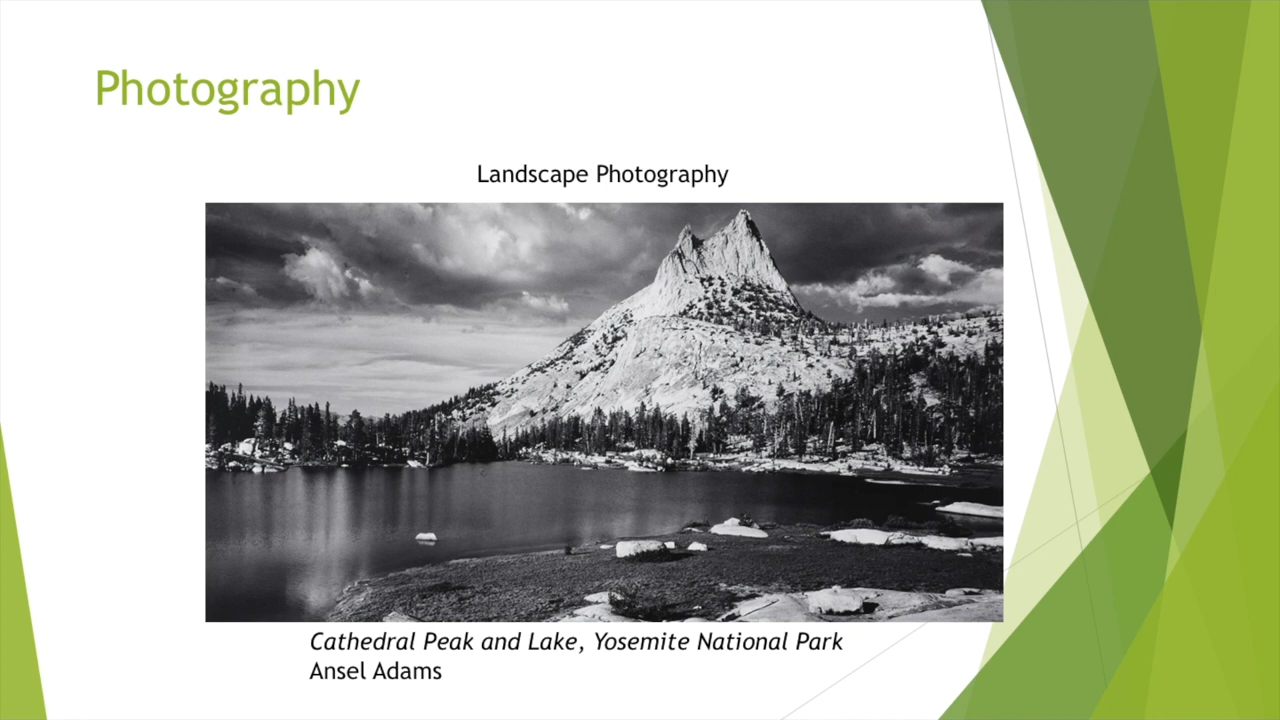 Photography
Landscape Photography
Cathedral Peak and Lake, Yosemite National Park
Ansel Adams